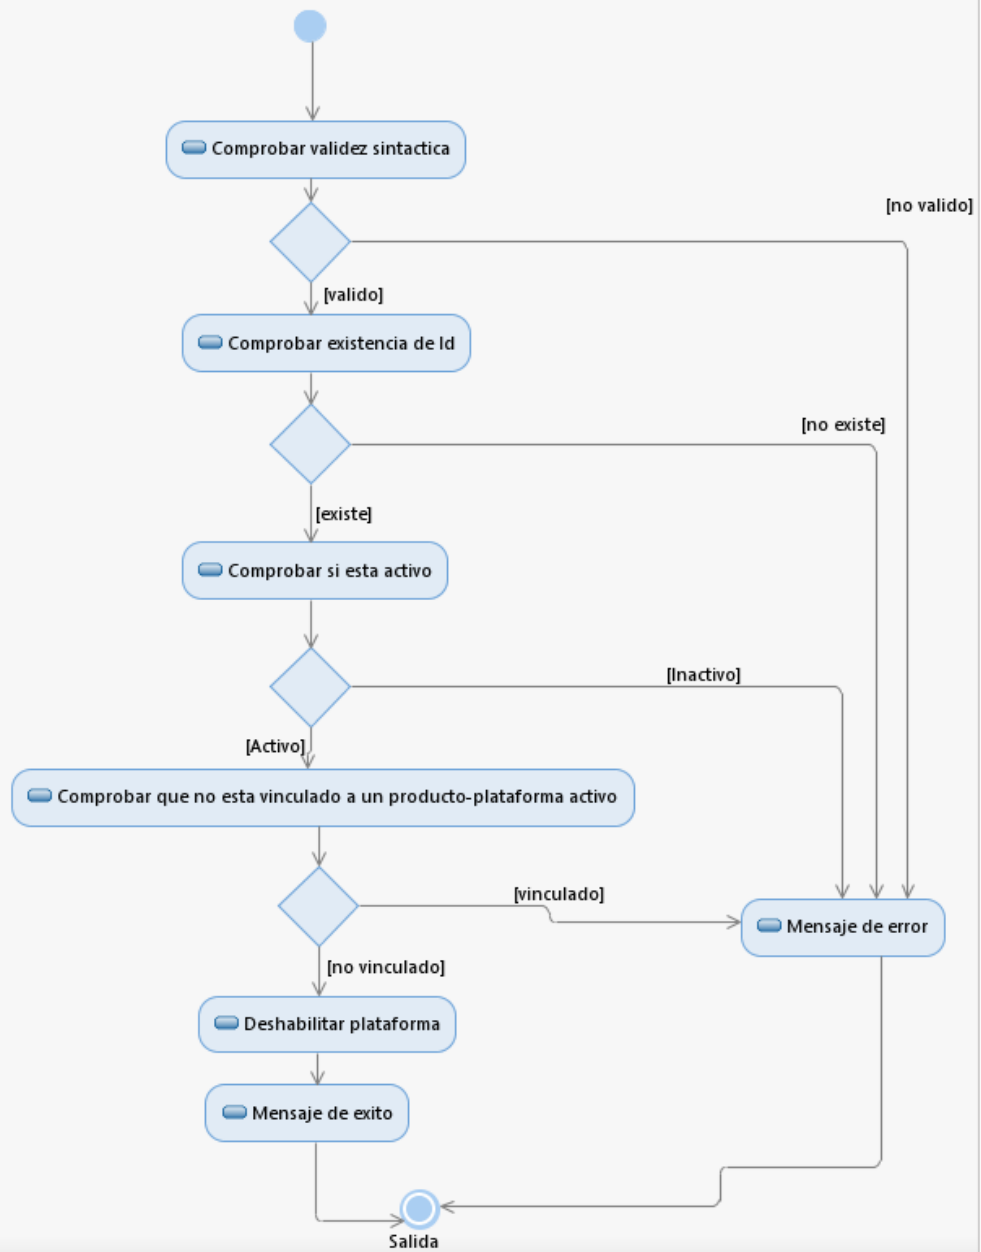 Comprobar validez sintactica
[no valido]
[valido]
Comprobar existencia de Id
[no existe]
[existe]
Comprobar si esta activo
[Inactivo]
[Activo]
Comprobar que no esta vinculado a un producto-plataforma activo
[vinculado]
Mensaje de error
[no vinculado]
Deshabilitar plataforma
Mensaje de exito
Salida